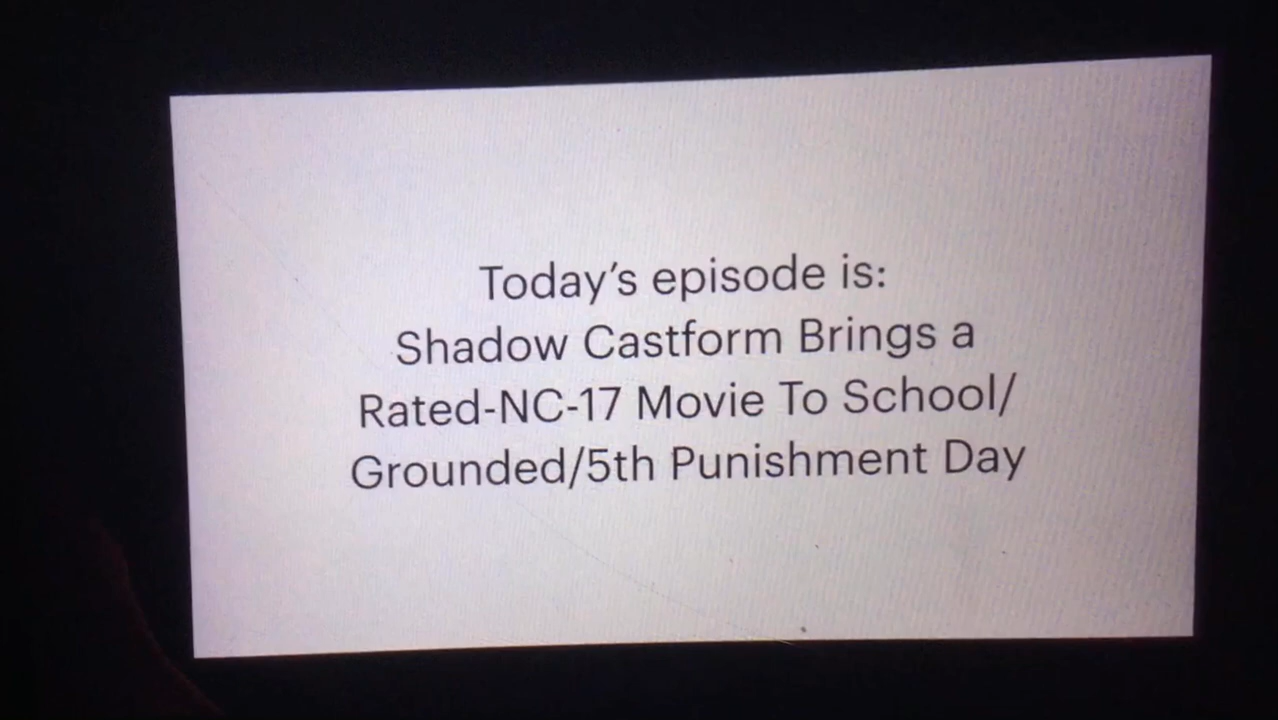 Today's episode is:
Shadow Castform Brings a
Rated-NC-17 Movie To School/
Grounded/5th Punishment Day